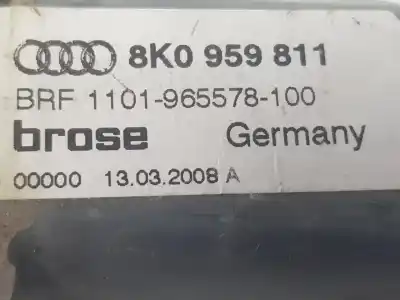 8K0 959 811
BRF 1101-965578-100
brose Germany
00000 13.03.2008 A